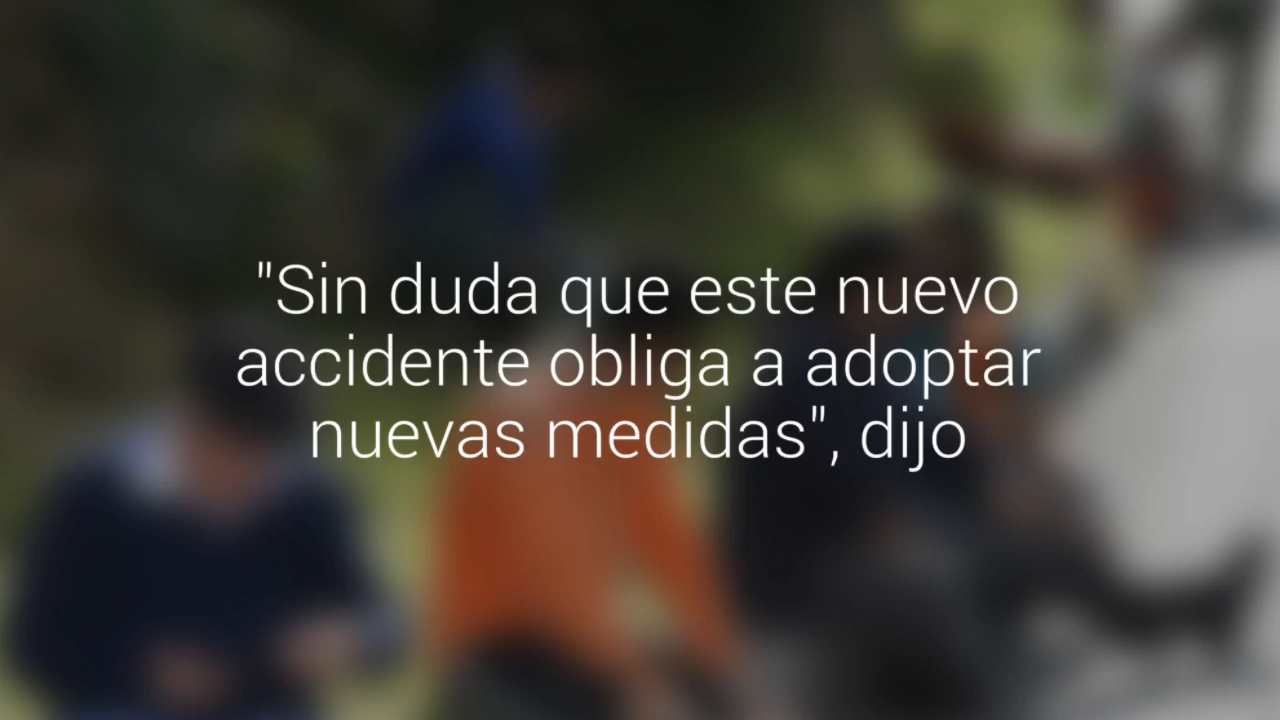 "Sin duda que este nuevo
accidente obliga a adoptar
nuevas medidas", dijo